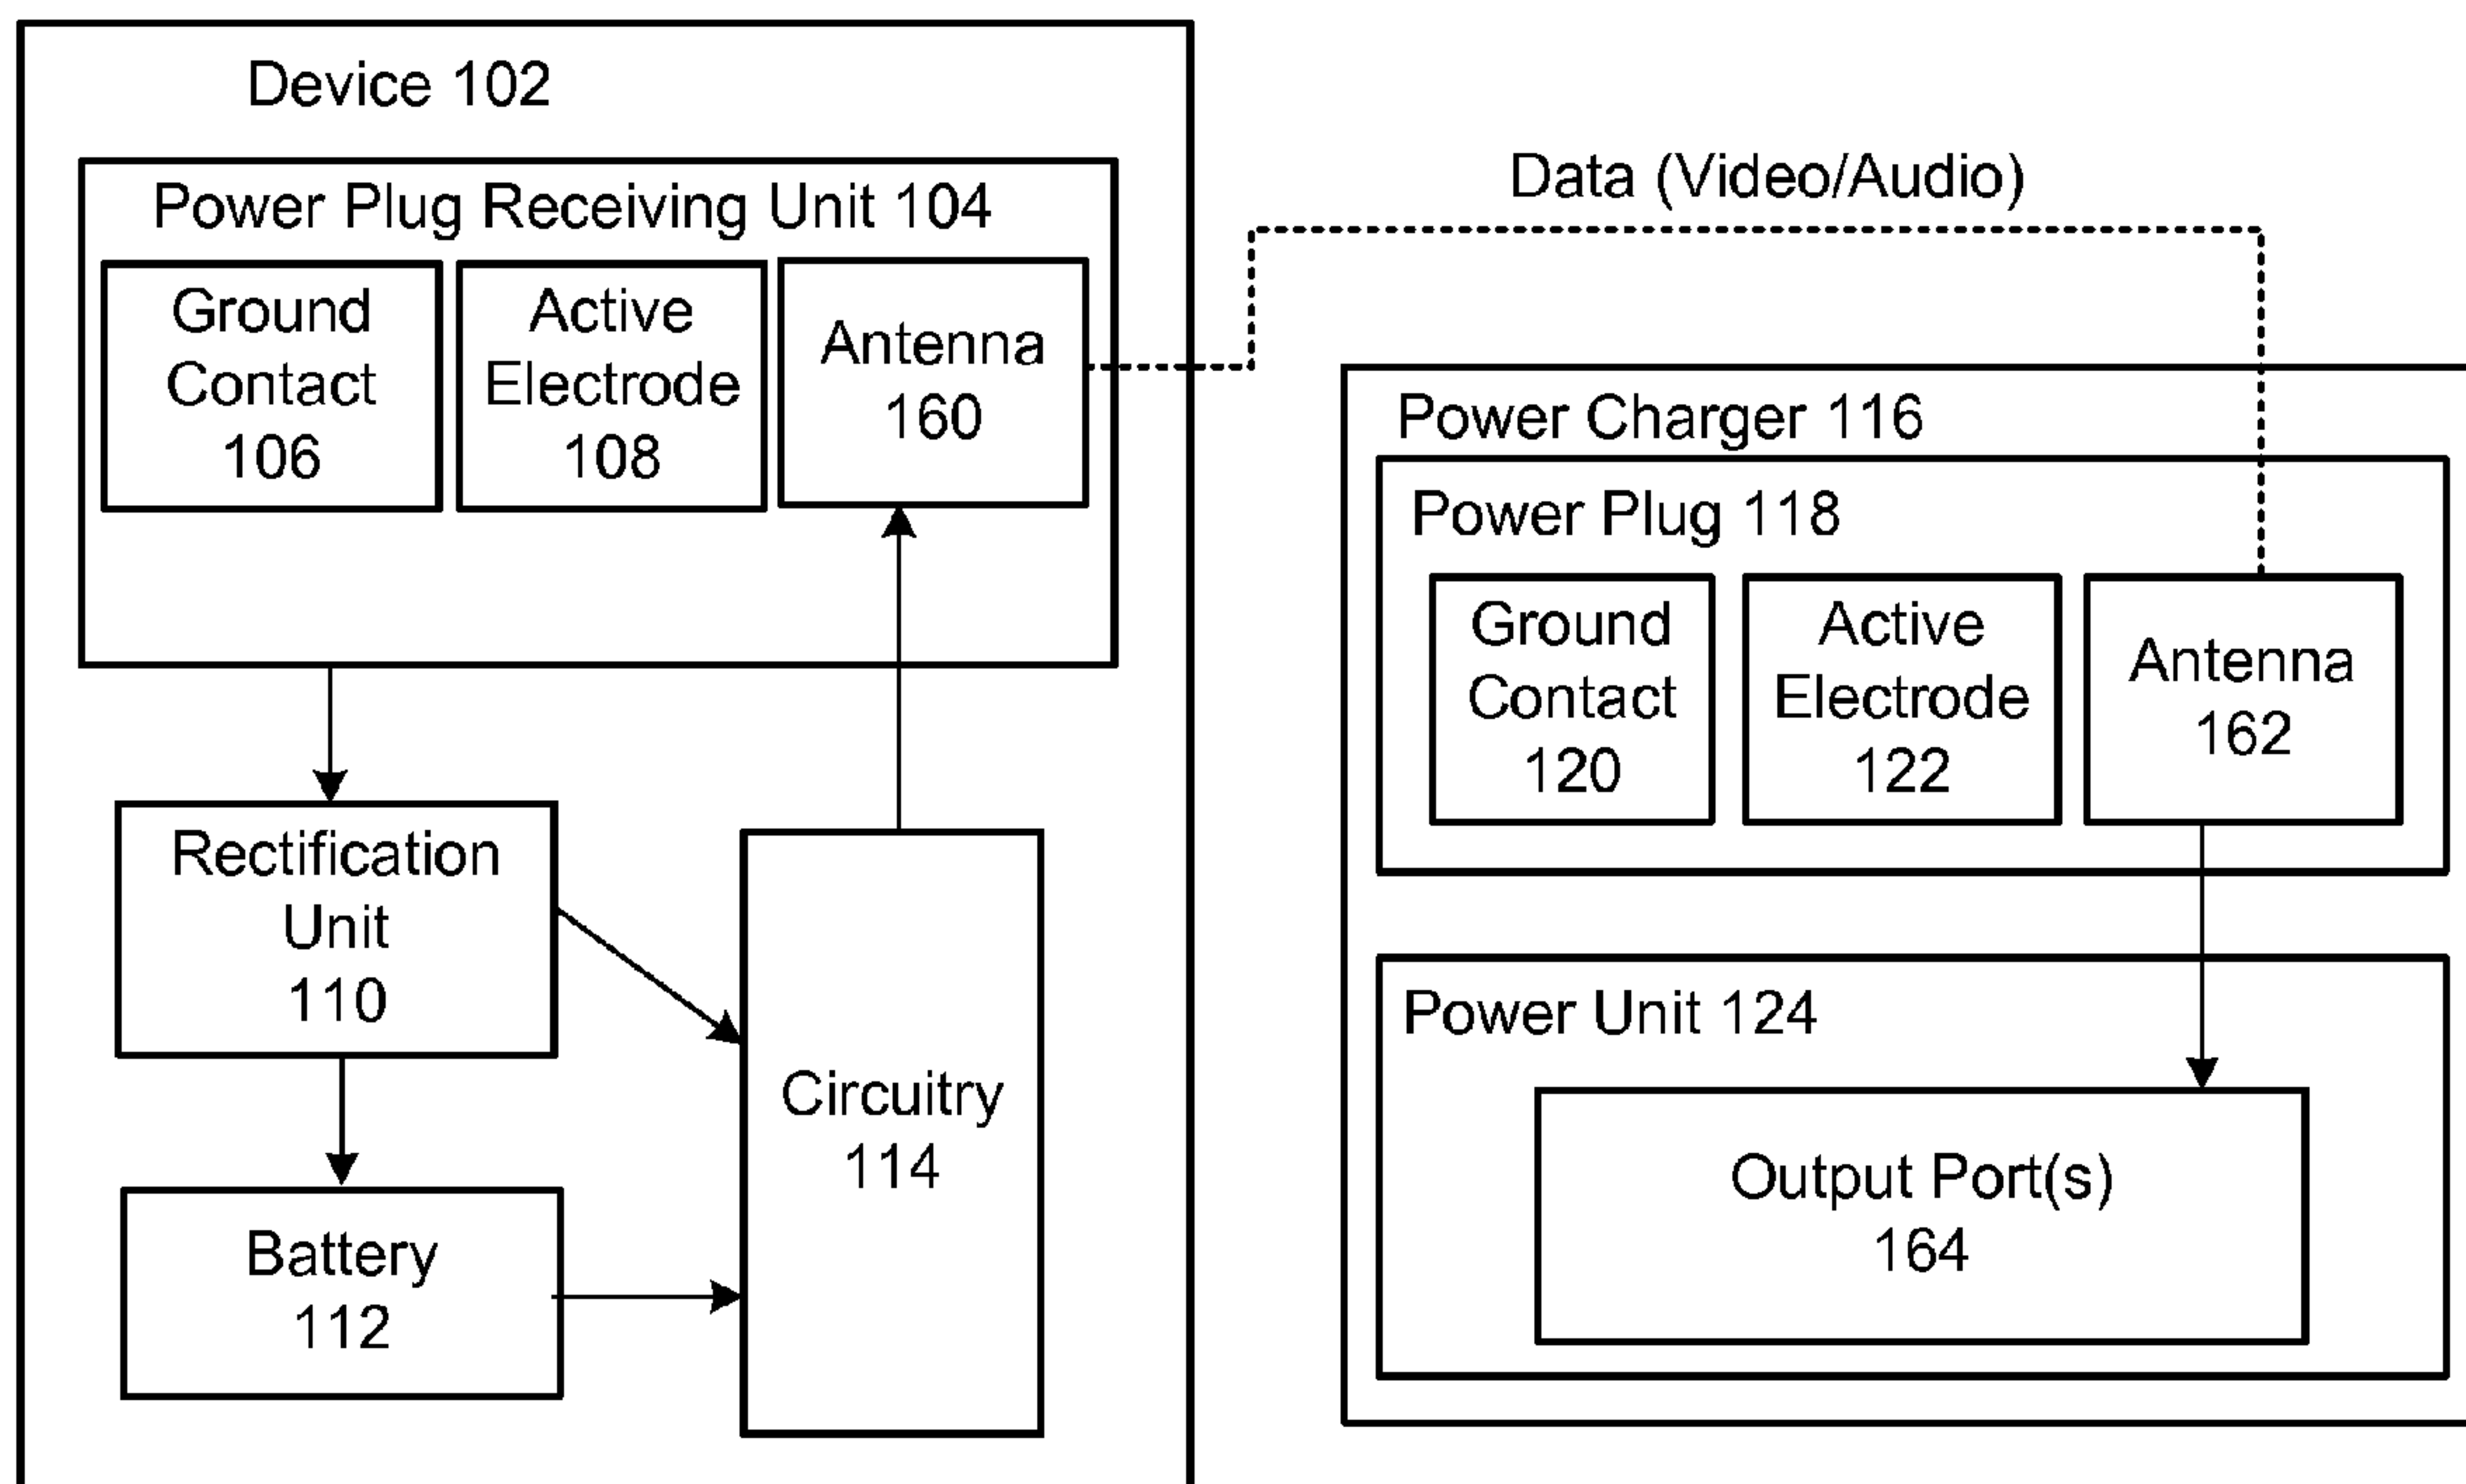 Device 102
Power Plug Receiving Unit 104
Ground
Contact
106
Active
Electrode
108
Antenna
160
Rectification
Unit
110
Battery
112
Circuitry
114
Data (Video/Audio)
Power Charger 116
Power Plug 118
Ground
Contact
120
Active
Electrode
122
Antenna
162
Power Unit 124
Output Port(s)
164